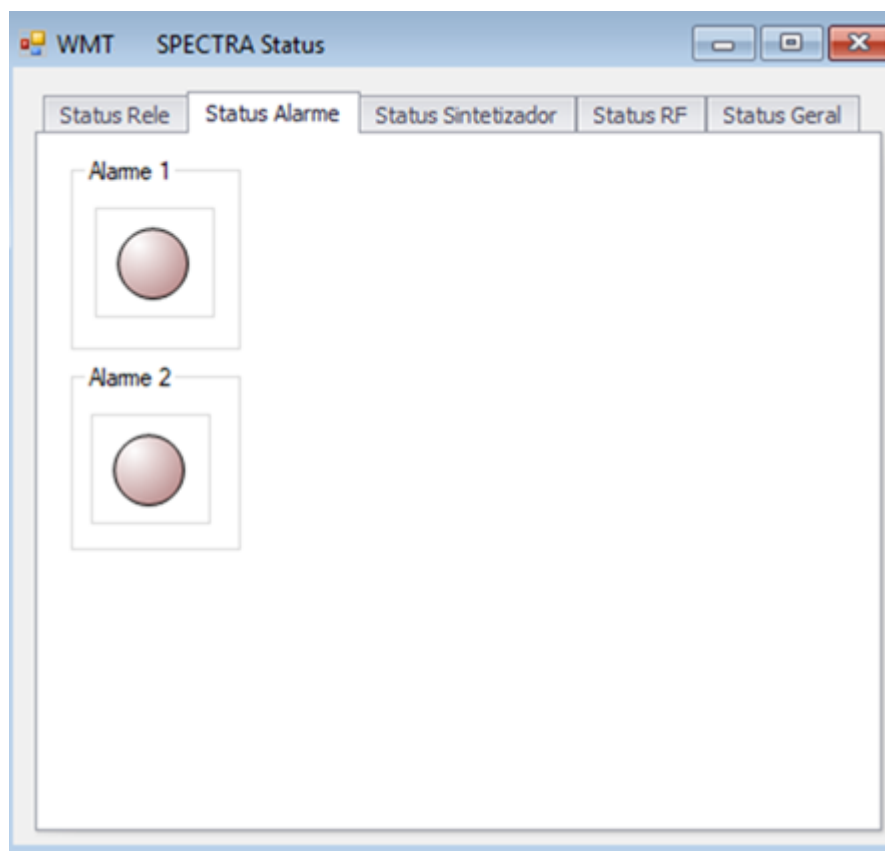 WMT SPECTRA Status
Status Rele Status Alarme Status Sintetizador Status RF Status Geral
Alarme 1
Alarme 2